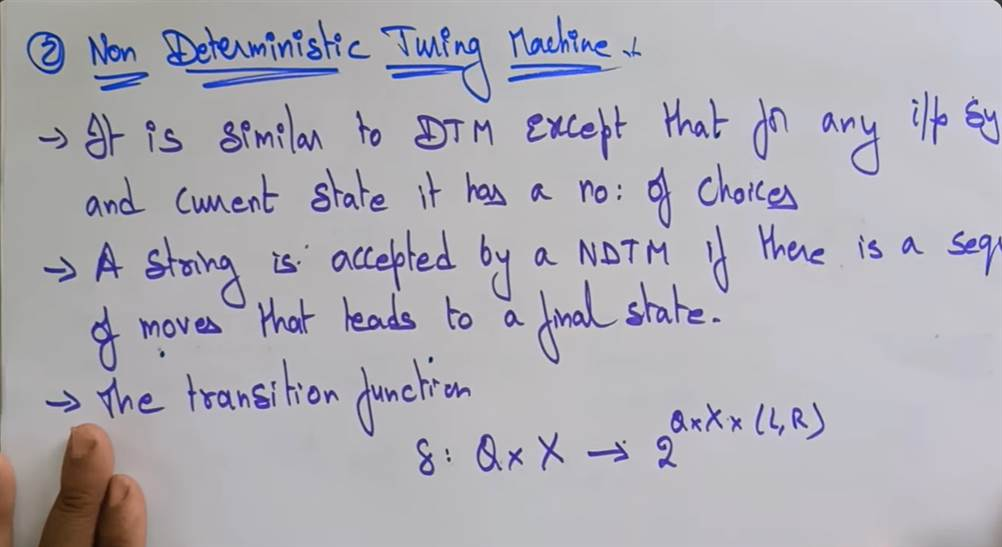 ② Non Deterministic Turing Machine
→ It is similar to DTM except that for any i/p Sy
and current state it has a no: of choices
→ A string is accepted by a NDTM if there is a seq
of moves that leads to a final state.
→ The transition function
δ: Q × X → 2^{Q×X×(L,R)}